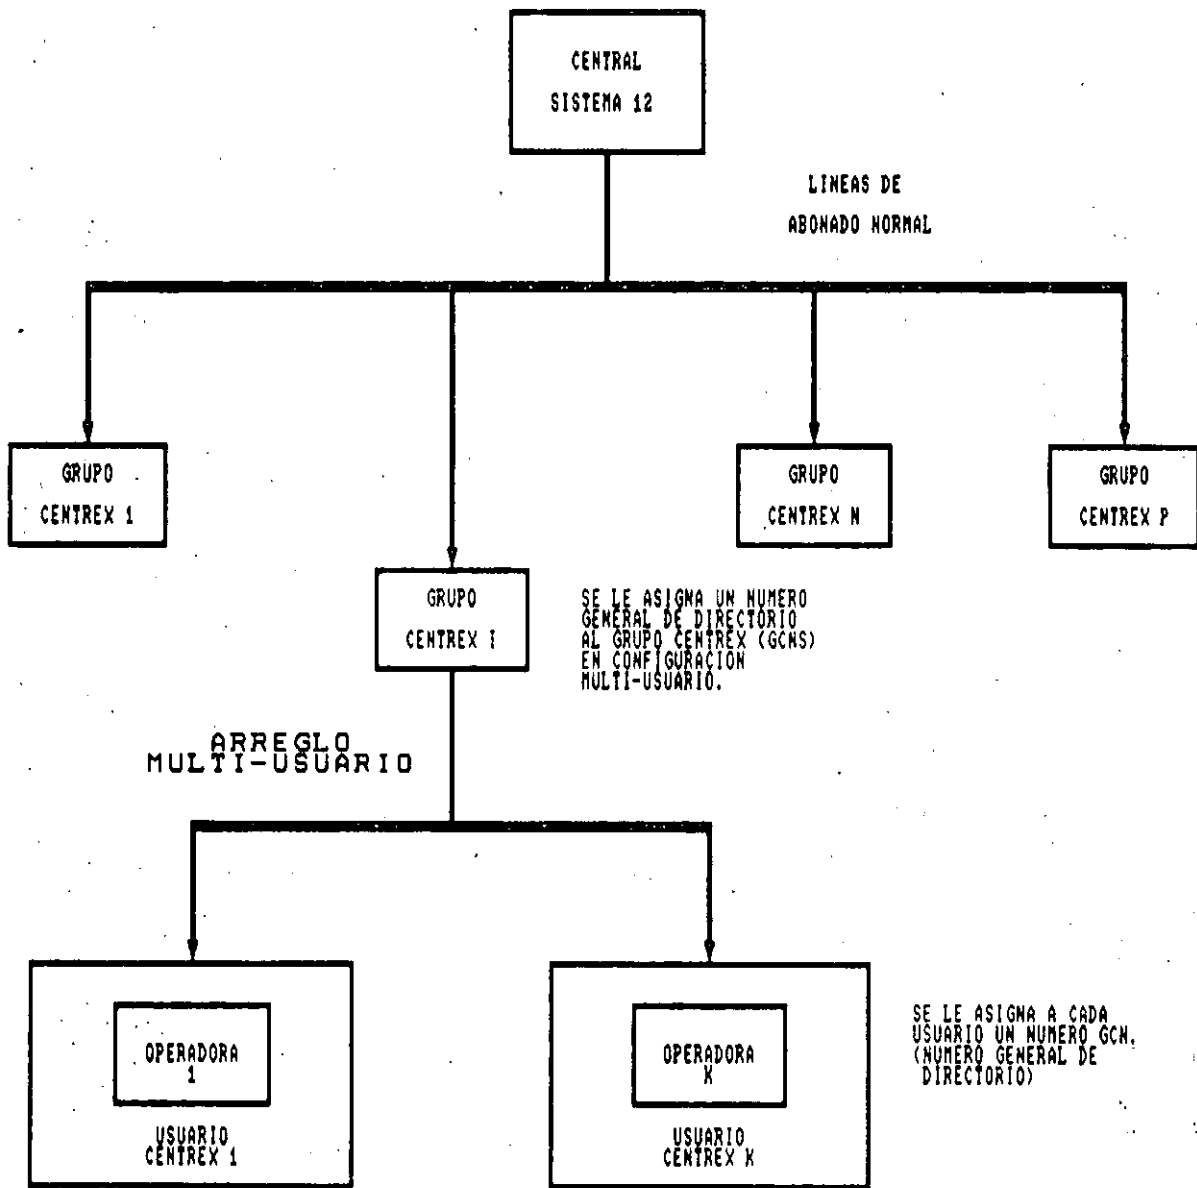 CENTRAL
SISTEMA 12
LINEAS DE
ABONADO NORMAL
GRUPO
CENTREX 1
GRUPO
CENTREX N
GRUPO
CENTREX P
GRUPO
CENTREX I
SE LE ASIGNA UN NUMERO
GENERAL DE DIRECTORIO
AL GRUPO CENTREX (GCNS)
EN CONFIGURACION
MULTI-USUARIO.
ARREGLO
MULTI-USUARIO
OPERADORA
1
USUARIO
CENTREX 1
OPERADORA
K
USUARIO
CENTREX K
SE LE ASIGNA A CADA
USUARIO UN NUMERO GCN.
(NUMERO GENERAL DE
DIRECTORIO)